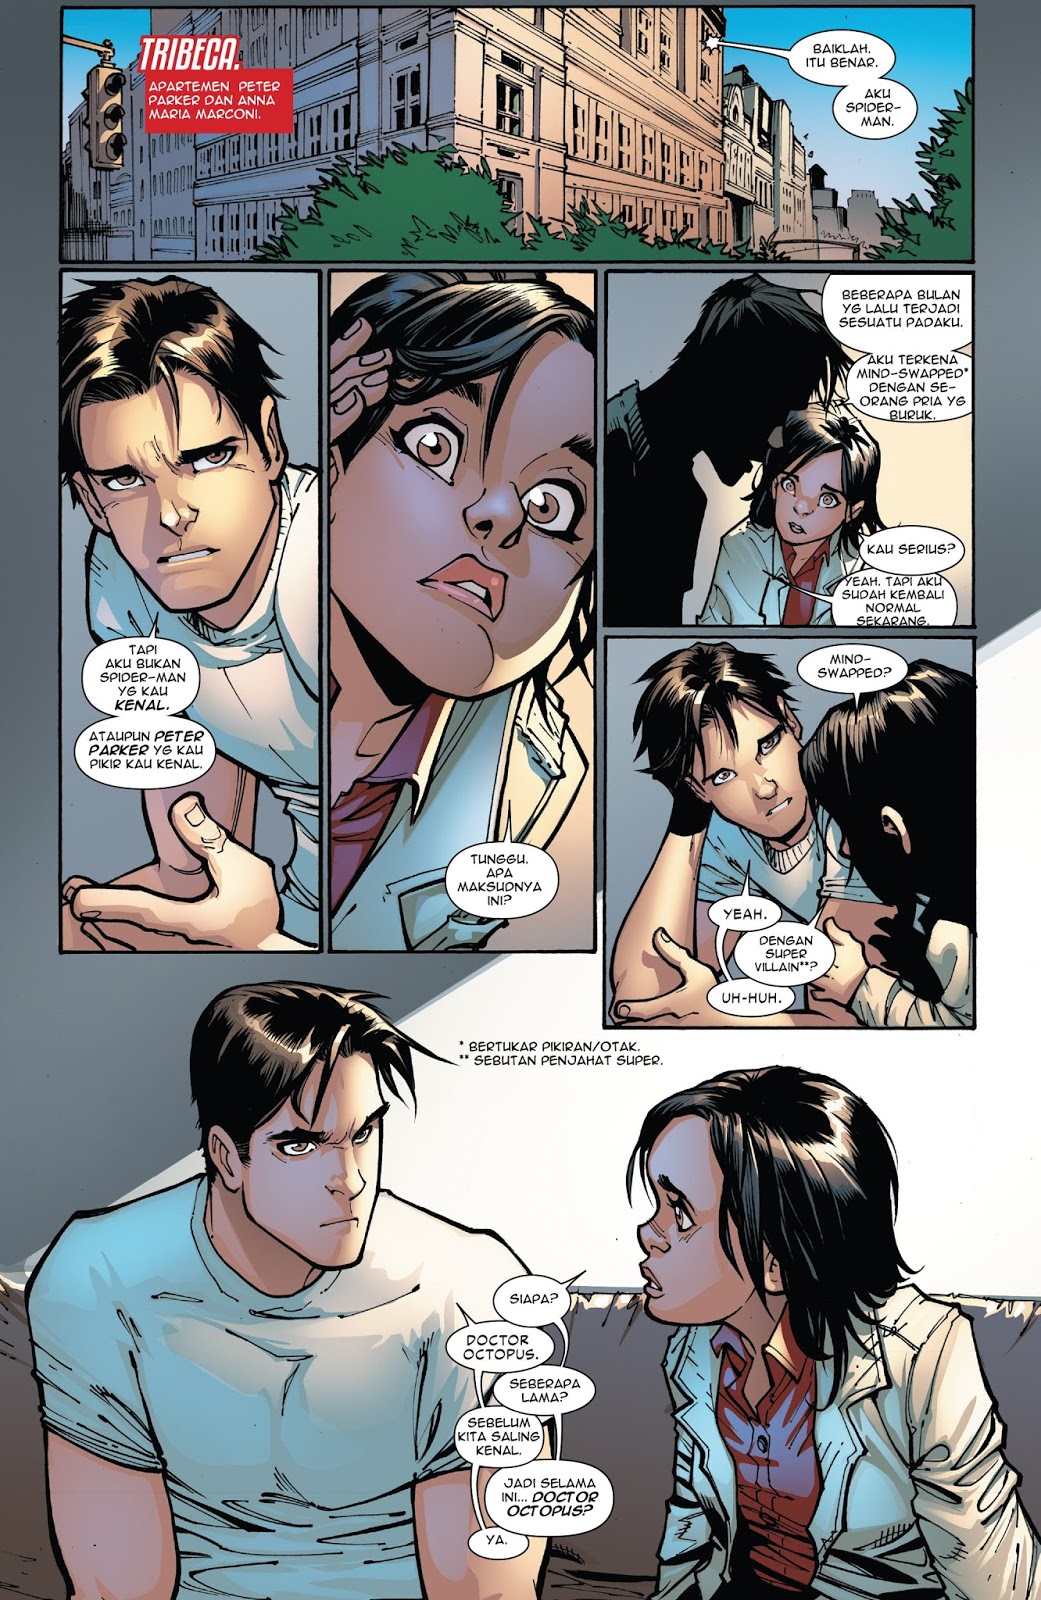 TRIBECA.
APARTEMEN PETER
PARKER DAN ANNA
MARIA MARCONI.
BAIKLAH.
ITU BENAR.
AKU
SPIDER-
MAN.
TAPI
AKU BUKAN
SPIDER-MAN
YG KAU
KENAL.
ATAUPUN PETER
PARKER YG KAU
PIKIR KAU KENAL.
TUNGGU.
APA
MAKSUDNYA
INI?
BEBERAPA BULAN
YG LALU TERJADI
SESUATU PADAKU.
AKU TERKENA
MIND-SWAPPED*
DENGAN SE-
ORANG PRIA YG
BURUK.
KAU SERIUS?
YEAH. TAPI AKU
SUDAH KEMBALI
NORMAL
SEKARANG.
MIND-
SWAPPED?
YEAH.
DENGAN
SUPER
VILLAIN**?
UH-HUH.
* BERTUKAR PIKIRAN/OTAK.
** SEBUTAN PENJAHAT SUPER.
SIAPA?
DOCTOR
OCTOPUS.
SEBERAPA
LAMA?
SEBELUM
KITA SALING
KENAL.
JADI SELAMA
INI... DOCTOR
OCTOPUS?
YA.